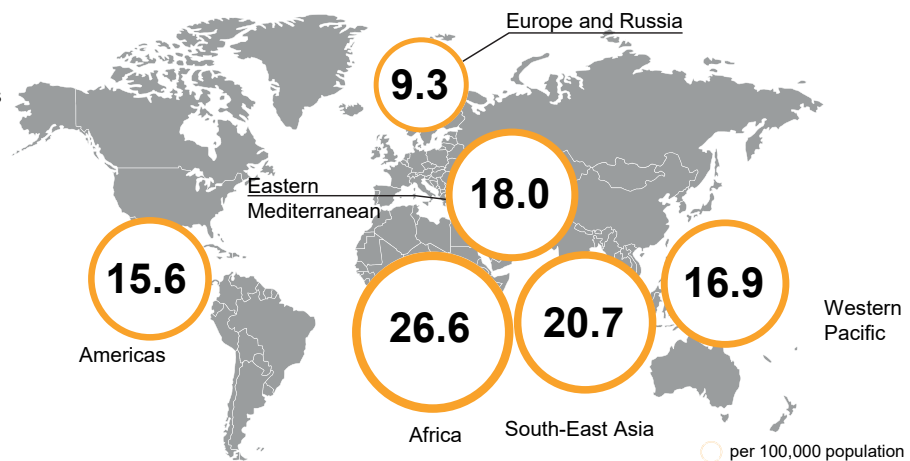 Europe and Russia
9.3
Eastern
Mediterranean
18.0
15.6
Americas
26.6
Africa
20.7
South-East Asia
16.9
Western
Pacific
per 100,000 population